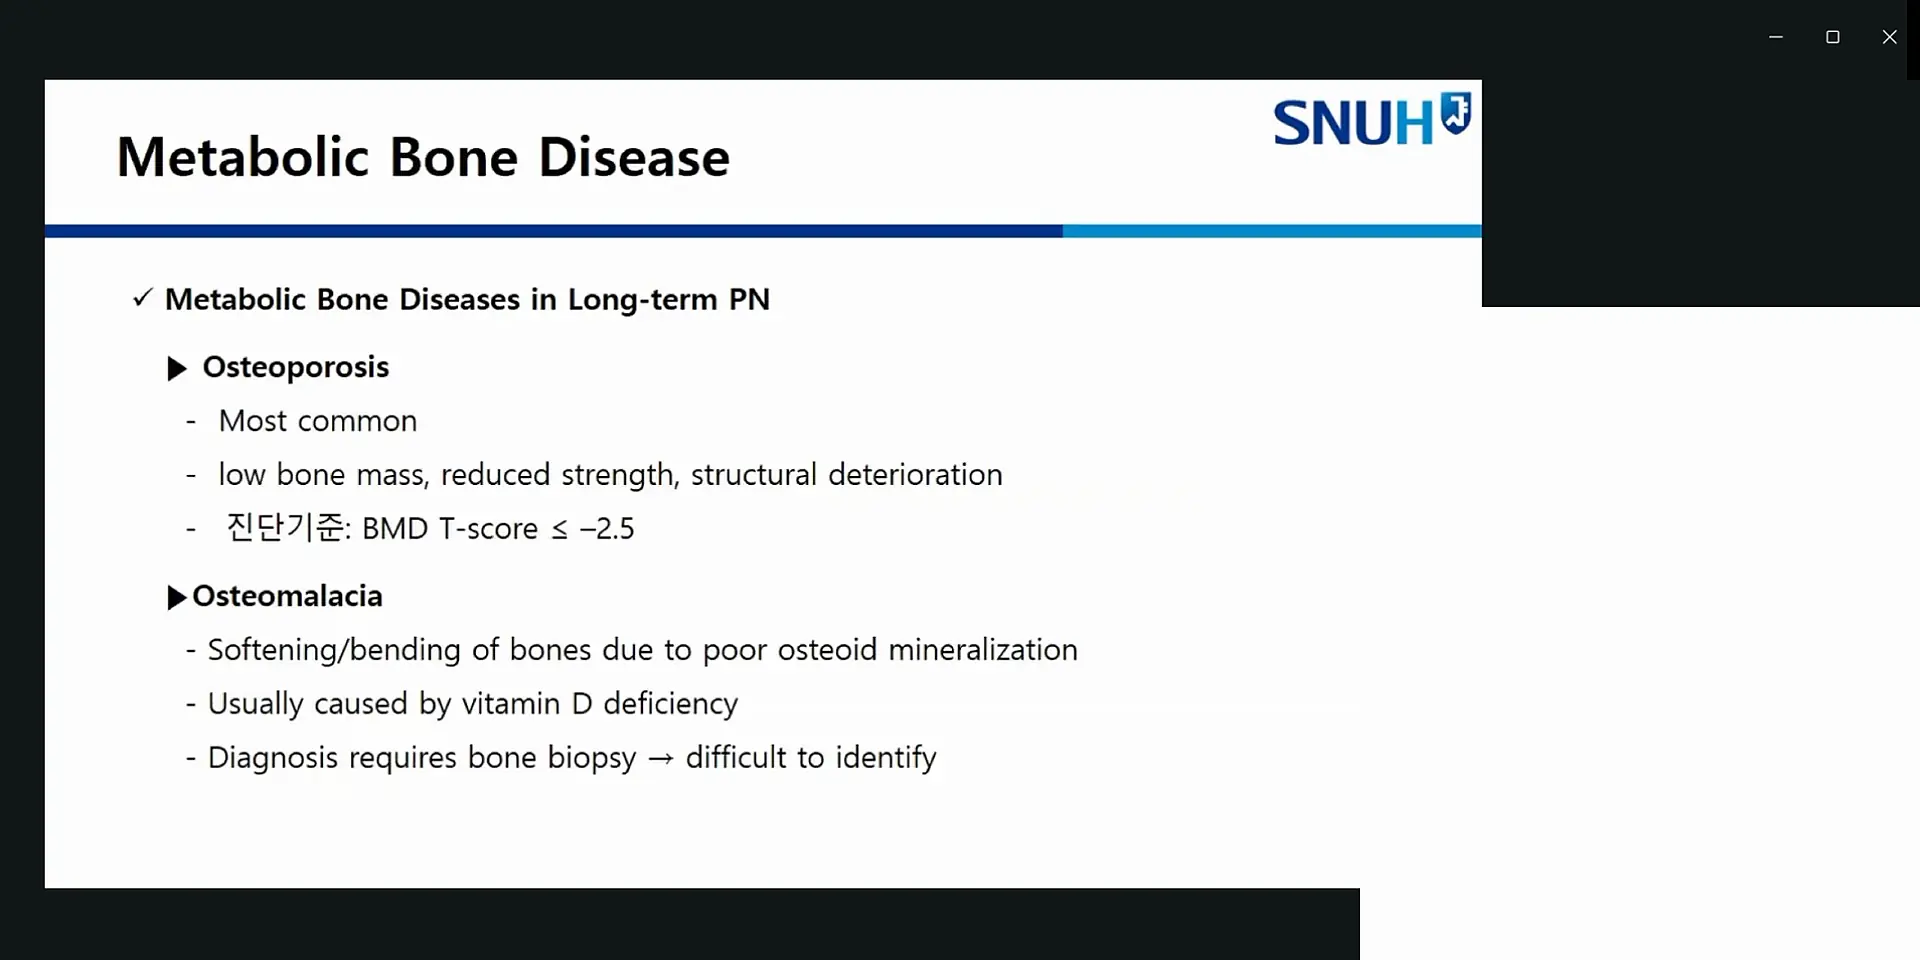 SNUH
Metabolic Bone Disease
✓ Metabolic Bone Diseases in Long-term PN
▶ Osteoporosis
- Most common
- low bone mass, reduced strength, structural deterioration
- 진단기준: BMD T-score ≤ –2.5
▶Osteomalacia
- Softening/bending of bones due to poor osteoid mineralization
- Usually caused by vitamin D deficiency
- Diagnosis requires bone biopsy → difficult to identify